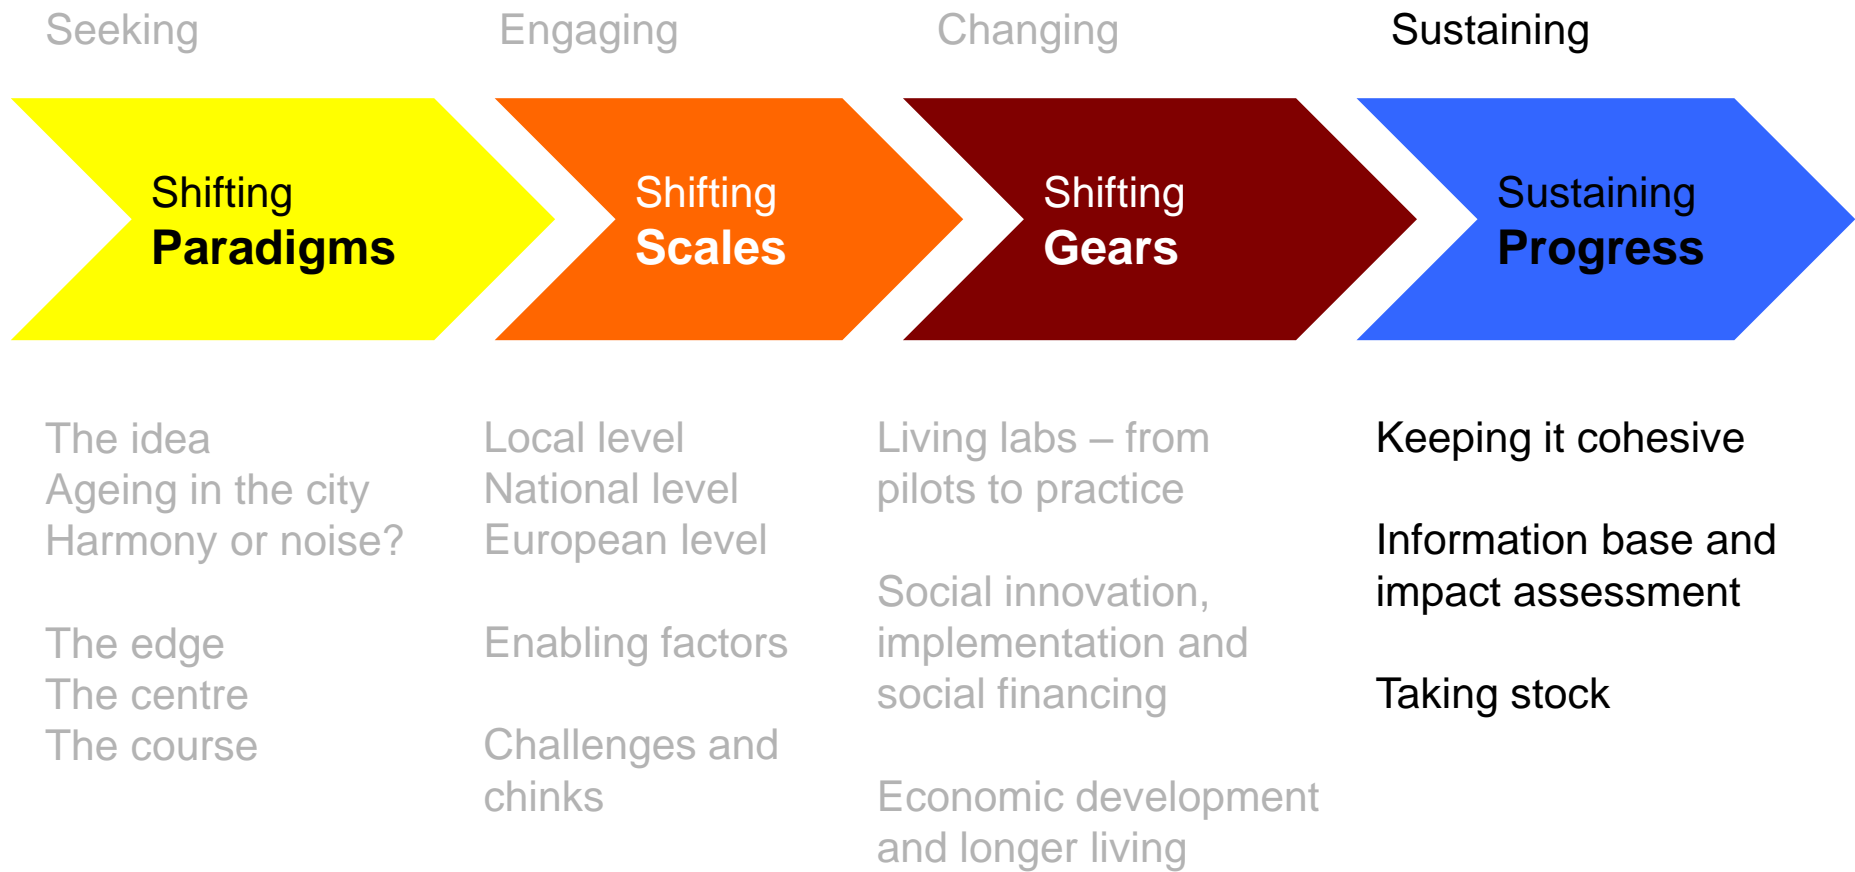 Seeking
Engaging
Changing
Sustaining
Shifting
Paradigms
Shifting
Scales
Shifting
Gears
Sustaining
Progress
The idea
Ageing in the city
Harmony or noise?
The edge
The centre
The course
Local level
National level
European level
Enabling factors
Challenges and
chinks
Living labs – from
pilots to practice
Social innovation,
implementation and
social financing
Economic development
and longer living
Keeping it cohesive
Information base and
impact assessment
Taking stock